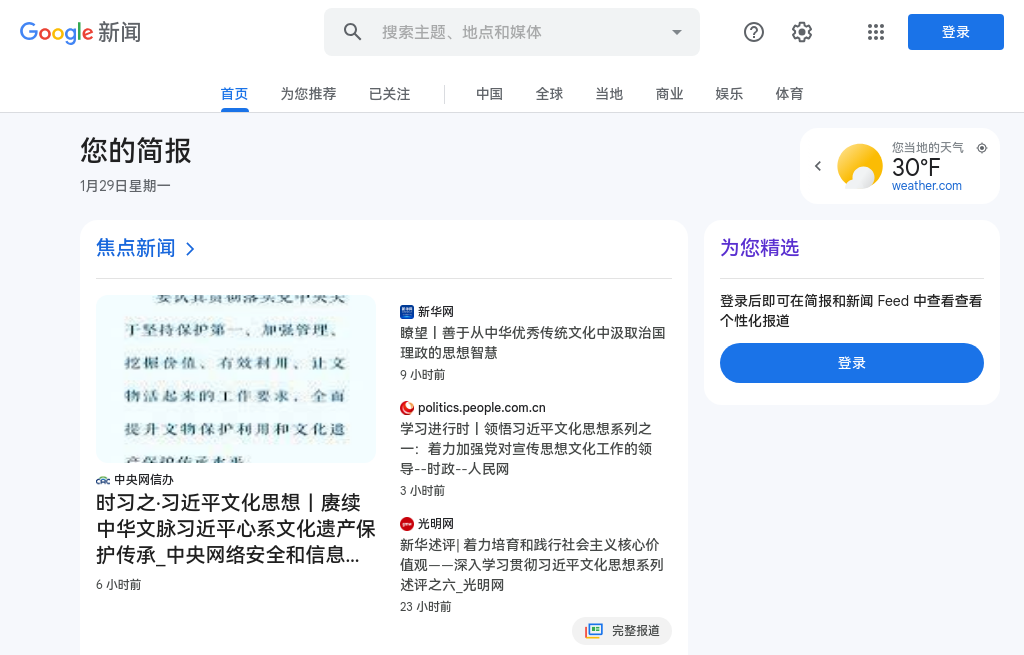 Google 新闻
搜索主题、地点和媒体
登录
首页
为您推荐
已关注
中国
全球
当地
商业
娱乐
体育
您的简报
1月29日星期一
您当地的天气
30°F
weather.com
焦点新闻
于坚持保护第一、加强管理、
挖掘价值、有效利用、让文
物活起来的工作要求，全面
提升文物保护利用和文化遗
产保护传承水平
中央网信办
时习之·习近平文化思想丨赓续
中华文脉习近平心系文化遗产保
护传承_中央网络安全和信息...
6 小时前
新华网
瞭望丨善于从中华优秀传统文化中汲取治国
理政的思想智慧
9 小时前
politics.people.com.cn
学习进行时丨领悟习近平文化思想系列之
一：着力加强党对宣传思想文化工作的领
导--时政--人民网
3 小时前
光明网
新华述评| 着力培育和践行社会主义核心价
值观——深入学习贯彻习近平文化思想系列
述评之六_光明网
23 小时前
完整报道
为您精选
登录后即可在简报和新闻 Feed 中查看查看
个性化报道
登录